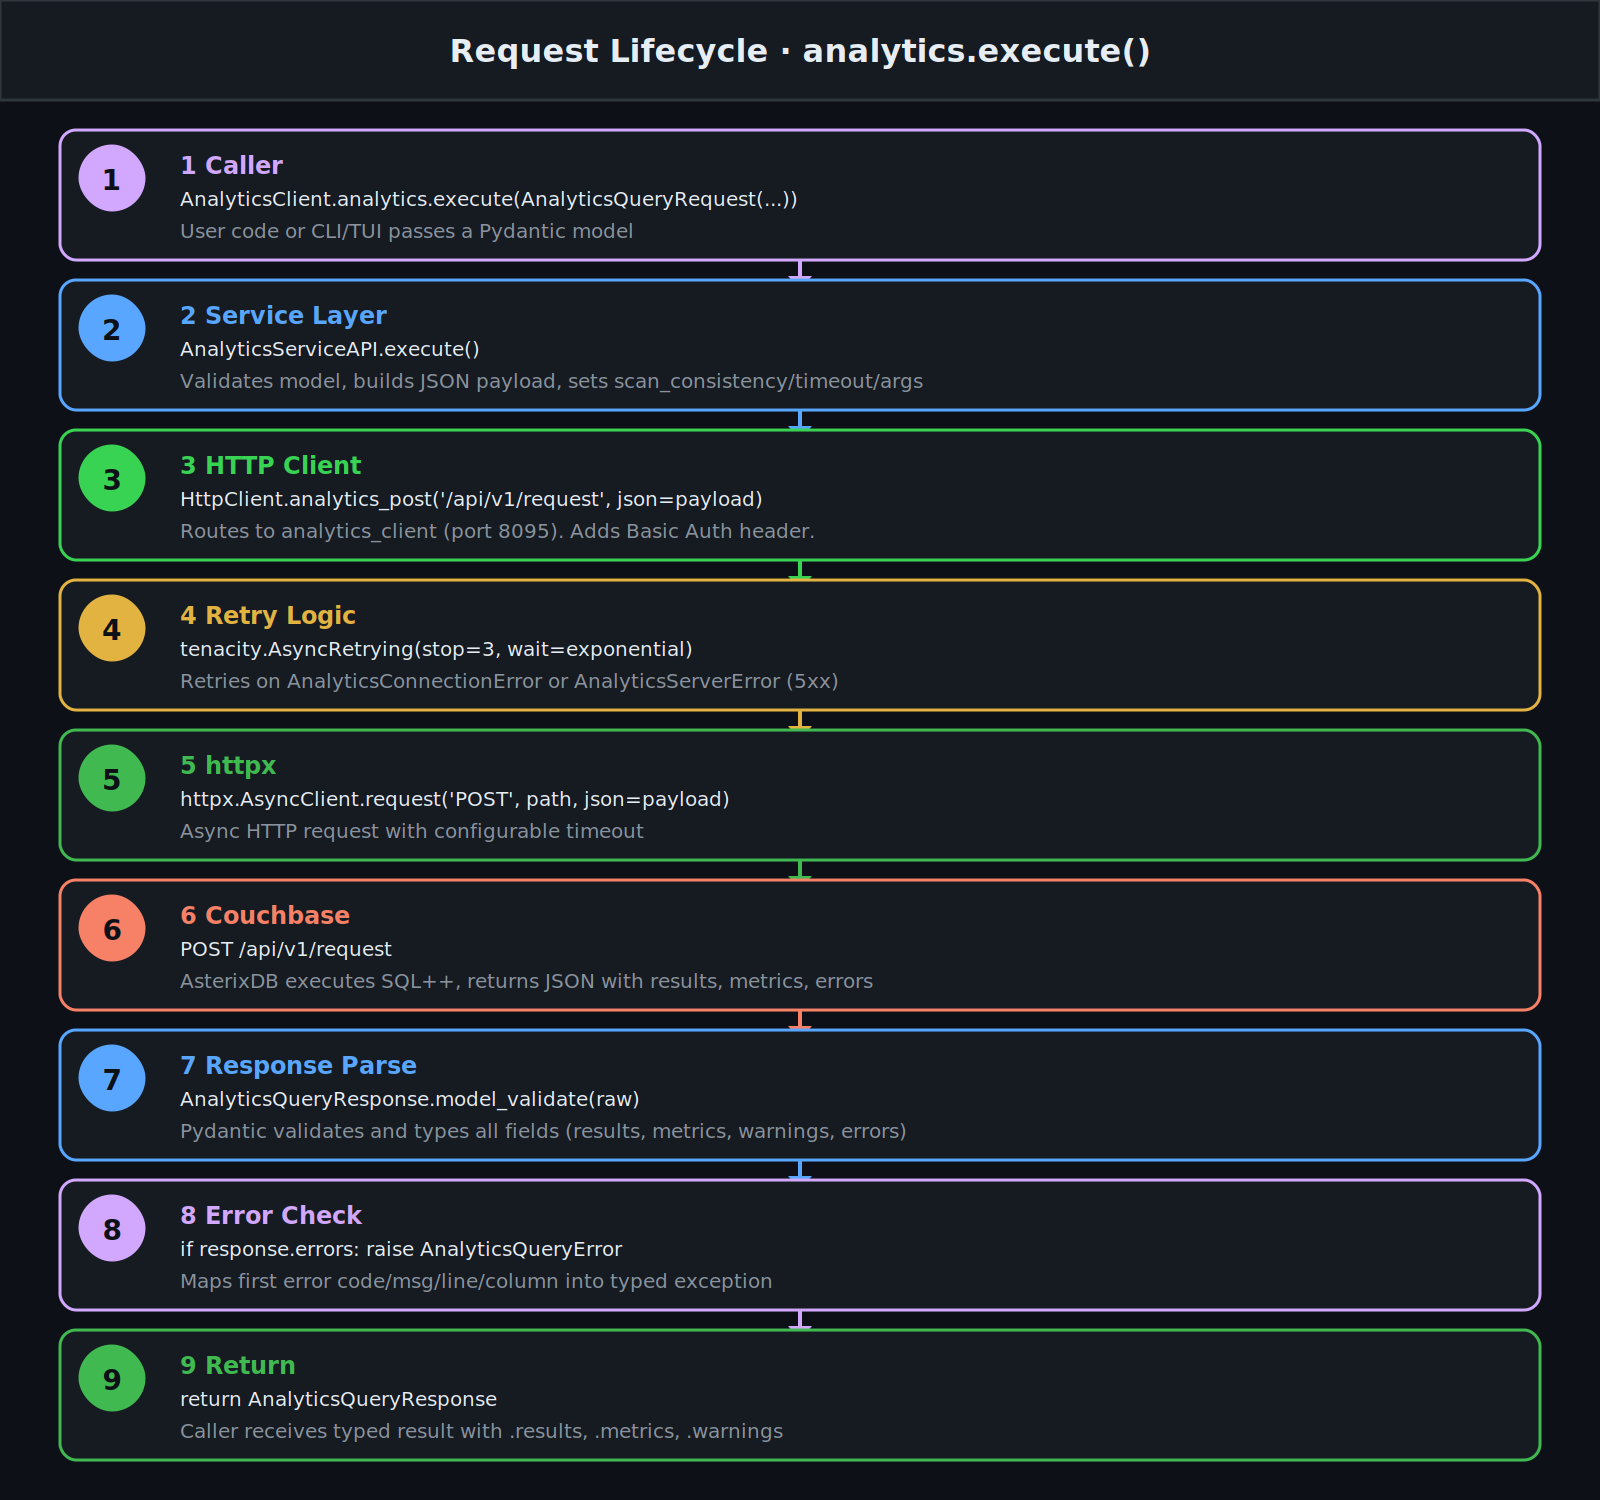 Request Lifecycle · analytics.execute()
1
1 Caller
AnalyticsClient.analytics.execute(AnalyticsQueryRequest(...))
User code or CLI/TUI passes a Pydantic model
2
2 Service Layer
AnalyticsServiceAPI.execute()
Validates model, builds JSON payload, sets scan_consistency/timeout/args
3
3 HTTP Client
HttpClient.analytics_post('/api/v1/request', json=payload)
Routes to analytics_client (port 8095). Adds Basic Auth header.
4
4 Retry Logic
tenacity.AsyncRetrying(stop=3, wait=exponential)
Retries on AnalyticsConnectionError or AnalyticsServerError (5xx)
5
5 httpx
httpx.AsyncClient.request('POST', path, json=payload)
Async HTTP request with configurable timeout
6
6 Couchbase
POST /api/v1/request
AsterixDB executes SQL++, returns JSON with results, metrics, errors
7
7 Response Parse
AnalyticsQueryResponse.model_validate(raw)
Pydantic validates and types all fields (results, metrics, warnings, errors)
8
8 Error Check
if response.errors: raise AnalyticsQueryError
Maps first error code/msg/line/column into typed exception
9
9 Return
return AnalyticsQueryResponse
Caller receives typed result with .results, .metrics, .warnings